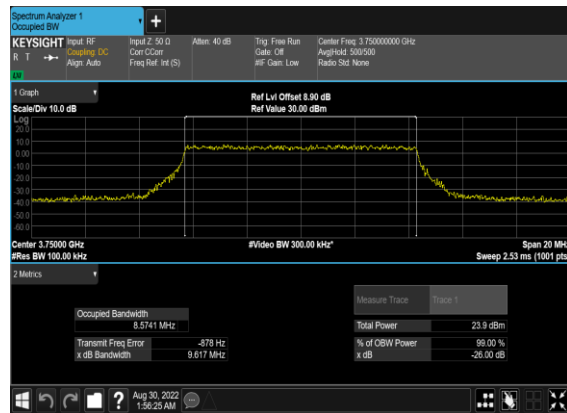 Spectrum Analyzer 1
Occupied BW
KEYSIGHT
R T
Input: RF
Coupling: DC
Align: Auto
Input Z: 50 Ω
Corr CCorr
Freq Ref: Int (S)
Atten: 40 dB
Trig: Free Run
Gate: Off
#IF Gain: Low
Center Freq: 3.750000000 GHz
Avg|Hold: 500/500
Radio Std: None
1 Graph
Scale/Div 10.0 dB
Ref Lvl Offset 8.90 dB
Ref Value 30.00 dBm
Log
20.0
10.0
0.00
-10.0
-20.0
-30.0
-40.0
-50.0
-60.0
Center 3.75000 GHz
#Res BW 100.00 kHz
#Video BW 300.00 kHz*
Span 20 MHz
Sweep 2.53 ms (1001 pts)
2 Metrics
Measure Trace Trace 1
Occupied Bandwidth
8.5741 MHz
Total Power 23.9 dBm
Transmit Freq Error -878 Hz
% of OBW Power 99.00 %
x dB Bandwidth 9.617 MHz
x dB -26.00 dB
?
Aug 30, 2022
1:56:25 AM